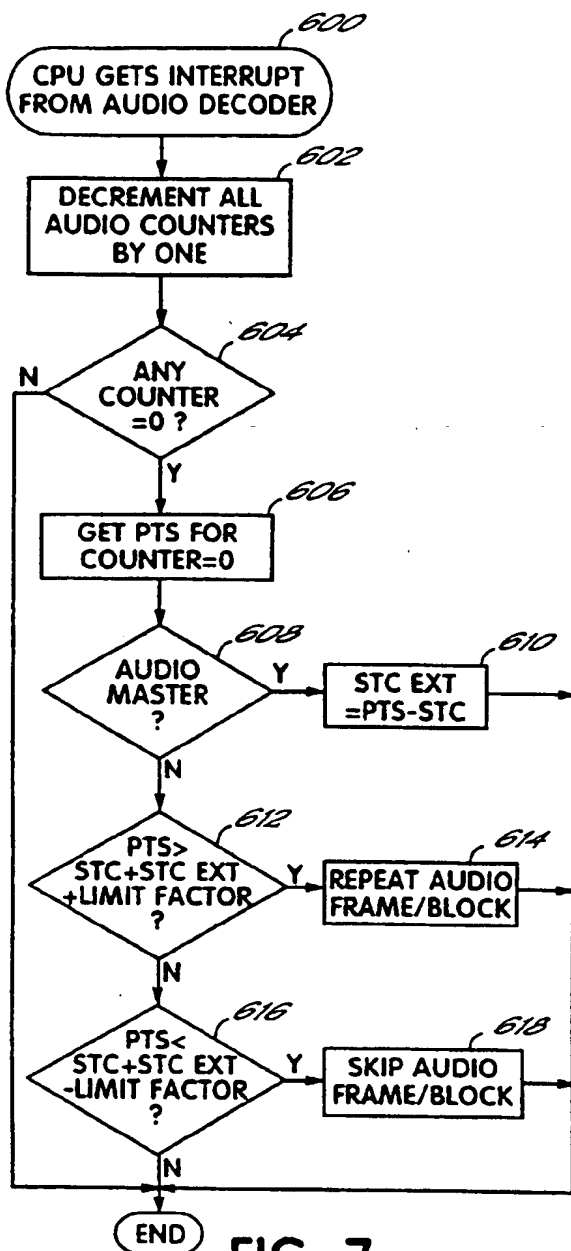 600
CPU GETS INTERRUPT
FROM AUDIO DECODER
602
DECREMENT ALL
AUDIO COUNTERS
BY ONE
604
N
ANY
COUNTER
=0 ?
Y
606
GET PTS FOR
COUNTER=0
608
AUDIO
MASTER
?
Y
610
STC EXT
=PTS-STC
N
612
PTS>
STC+STC EXT
+LIMIT FACTOR
?
Y
614
REPEAT AUDIO
FRAME/BLOCK
N
616
PTS<
STC+STC EXT
-LIMIT FACTOR
?
Y
618
SKIP AUDIO
FRAME/BLOCK
N
END
FIG. 7